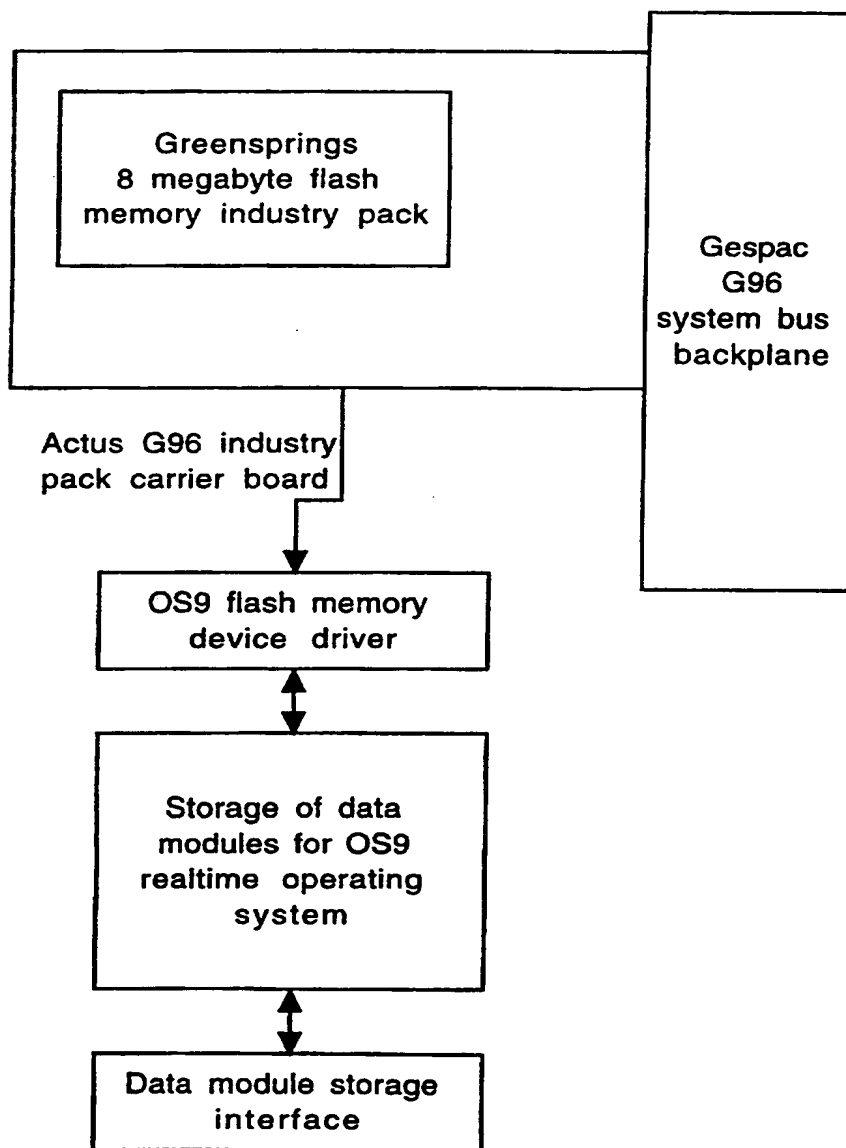 Greensprings
8 megabyte flash
memory industry pack
Gespac
G96
system bus
backplane
Actus G96 industry
pack carrier board
OS9 flash memory
device driver
Storage of data
modules for OS9
realtime operating
system
Data module storage
interface